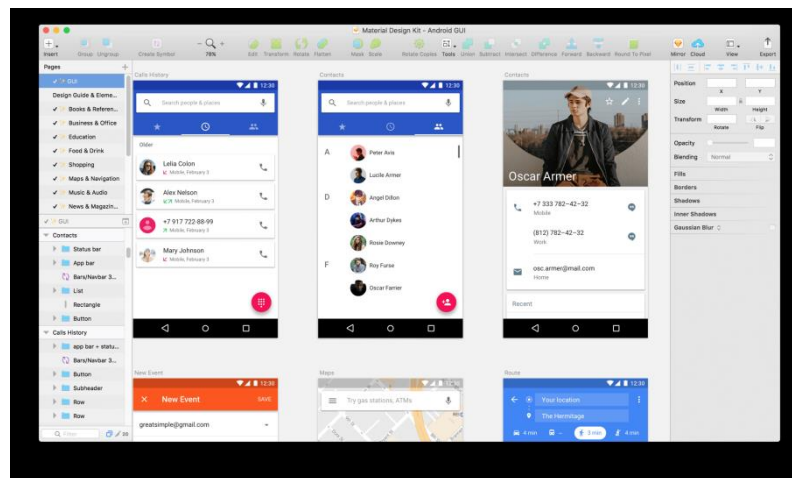 Material Design Kit - Android GUI
Insert
Group Ungroup
Create Symbol
78%
Edit Transform Rotate Flatten
Mask Scale
Rotate Copies Tools Union Subtract Intersect Difference Forward Backward Round To Pixel
Mirror Cloud
View
Export
Pages
GUI
Design Guide & Eleme...
Books & Referen...
Business & Office
Education
Food & Drink
Shopping
Maps & Navigation
Music & Audio
News & Magazin...
GUI
Contacts
Status bar
App bar
Bars/Navbar 3...
List
Rectangle
Button
Calls History
app bar + statu...
Bars/Navbar 3...
Button
Subheader
Row
Row
Filter
Calls History
12:30
Search people & places
Older
Lelia Colon
Mobile, February 3
Alex Nelson
Mobile, February 3
+7 917 722-88-99
Mobile, February 3
Mary Johnson
Mobile, February 3
Contacts
12:30
Search people & places
A
Peter Avis
Lustle Armer
D
Angel Dillon
Arthur Dykes
Rosie Downey
F
Roy Furse
Oscar Farrier
Contacts
12:30
Oscar Armer
+7 333 782-42-32
Mobile
(812) 782-42-32
Work
osc.armer@mail.com
Home
Recent
New Event
12:30
New Event
SAVE
greatsimple@gmail.com
Maps
12:30
Try gas stations, ATMs
Route
12:30
Your location
The Hermitage
4 min
5 min
4 min
Position
X
Y
Size
Width
Height
Transform
Rotate
Flip
Opacity
Blending
Normal
Fills
Borders
Shadows
Inner Shadows
Gaussian Blur